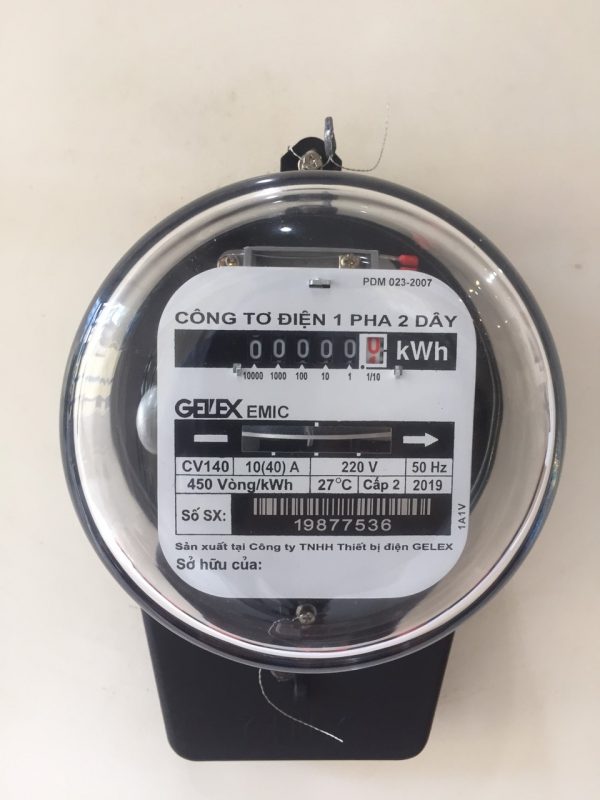 PDM 023-2007
CÔNG TƠ ĐIỆN 1 PHA 2 DÂY
00000 kWh
10000 1000 100 10 1 1/10
GELEX EMIC
CV140 10(40) A 220 V 50 Hz
450 Vòng/kWh 27°C Cấp 2 2019
Số SX: 19877536
1A1V
Sản xuất tại Công ty TNHH Thiết bị điện GELEX
Sở hữu của: